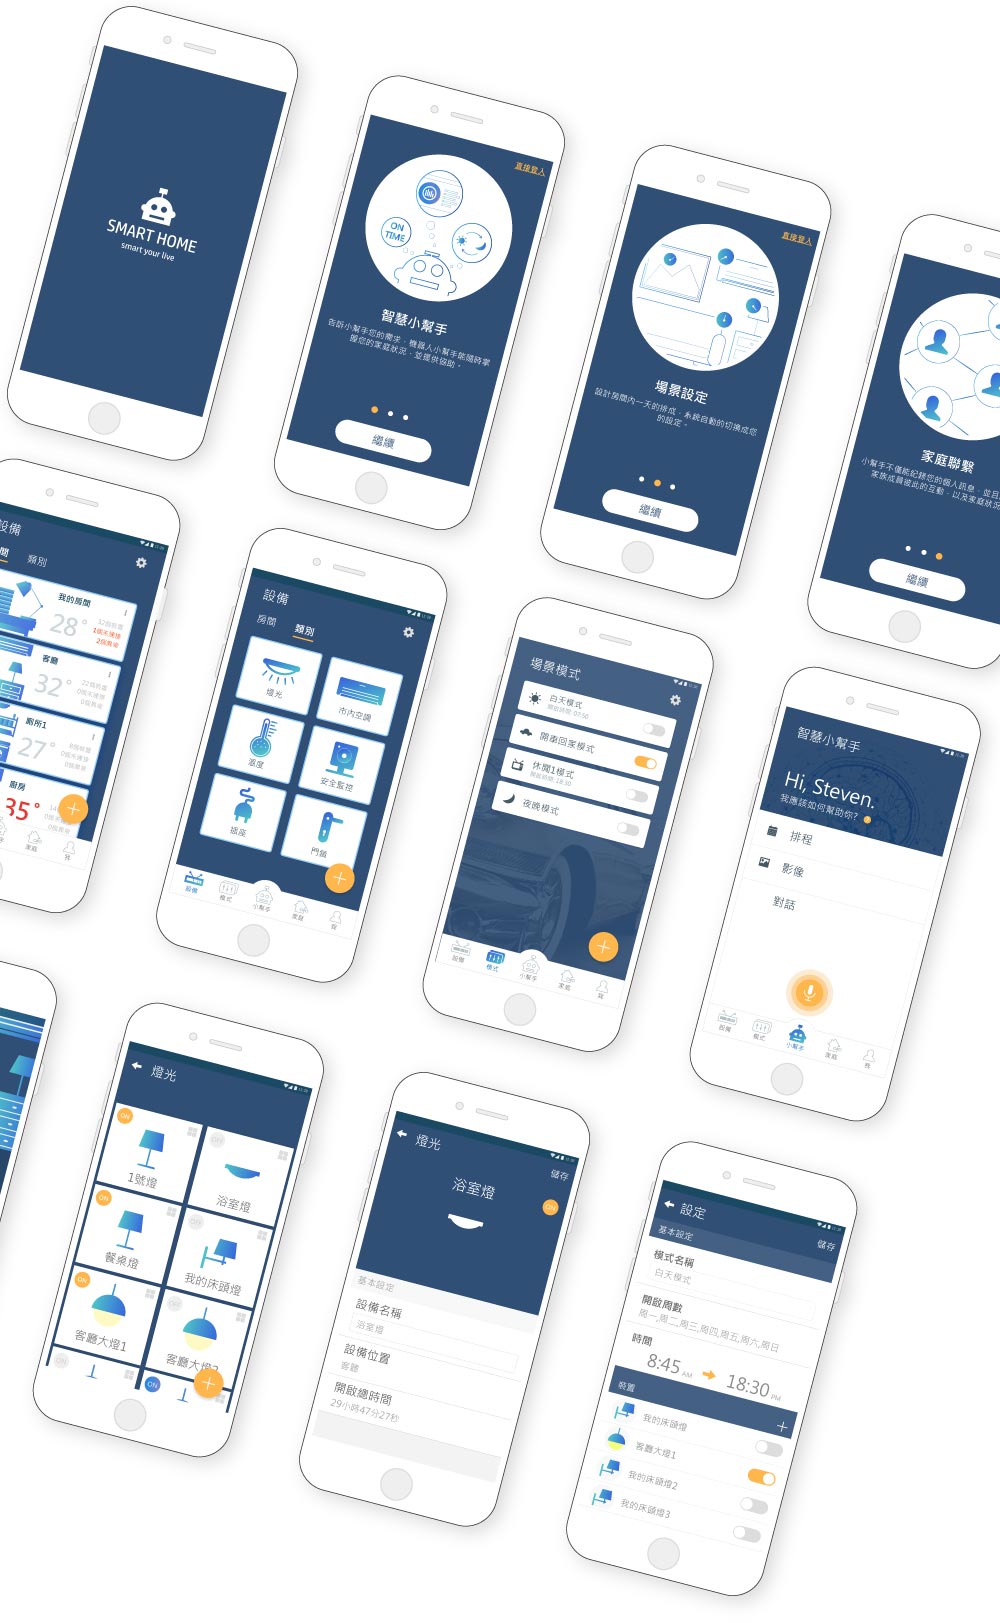 SMART HOME
smart your live
直接登入
ON
TIME
智慧小幫手
告訴小幫手您的需求，機器人小幫手能隨時掌
握您的家庭狀況，並提供協助。
繼續
直接登入
場景設定
設計房間內一天的排成，系統自動的切換成您
的設定。
繼續
家庭聯繫
小幫手不僅能紀錄您的個人訊息，並且
家族成員彼此的互動，以及家庭狀況
繼續
設備
間
類別
我的房間
28°
12個裝置
1個未連接
2個異常
客廳
32°
22個裝置
0個未連接
0個異常
廁所1
27°
8個裝置
0個未連接
0個異常
廚房
35°
0個異常
家庭
我
設備
房間
類別
燈光
市內空調
溫度
安全監控
插座
門鎖
設備
模式
小幫手
家庭
我
場景模式
白天模式
開啟時間: 07:50
開車回家模式
休閒1模式
開啟時間: 18:30
夜晚模式
設備
模式
小幫手
家庭
我
智慧小幫手
Hi, Steven.
我應該如何幫助你?
排程
影像
對話
設備
模式
小幫手
家庭
我
燈光
ON
1號燈
OFF
浴室燈
ON
餐桌燈
OFF
我的床頭燈
ON
客廳大燈1
OFF
客廳大燈2
ON
ON
燈光
儲存
浴室燈
ON
基本設定
設備名稱
浴室燈
設備位置
客廳
開啟總時間
29小時47分27秒
設定
儲存
基本設定
模式名稱
白天模式
開啟周數
周一,周二,周三,周四,周五,周六,周日
時間
8:45 AM
18:30 PM
裝置
我的床頭燈
客廳大燈1
我的床頭燈2
我的床頭燈3